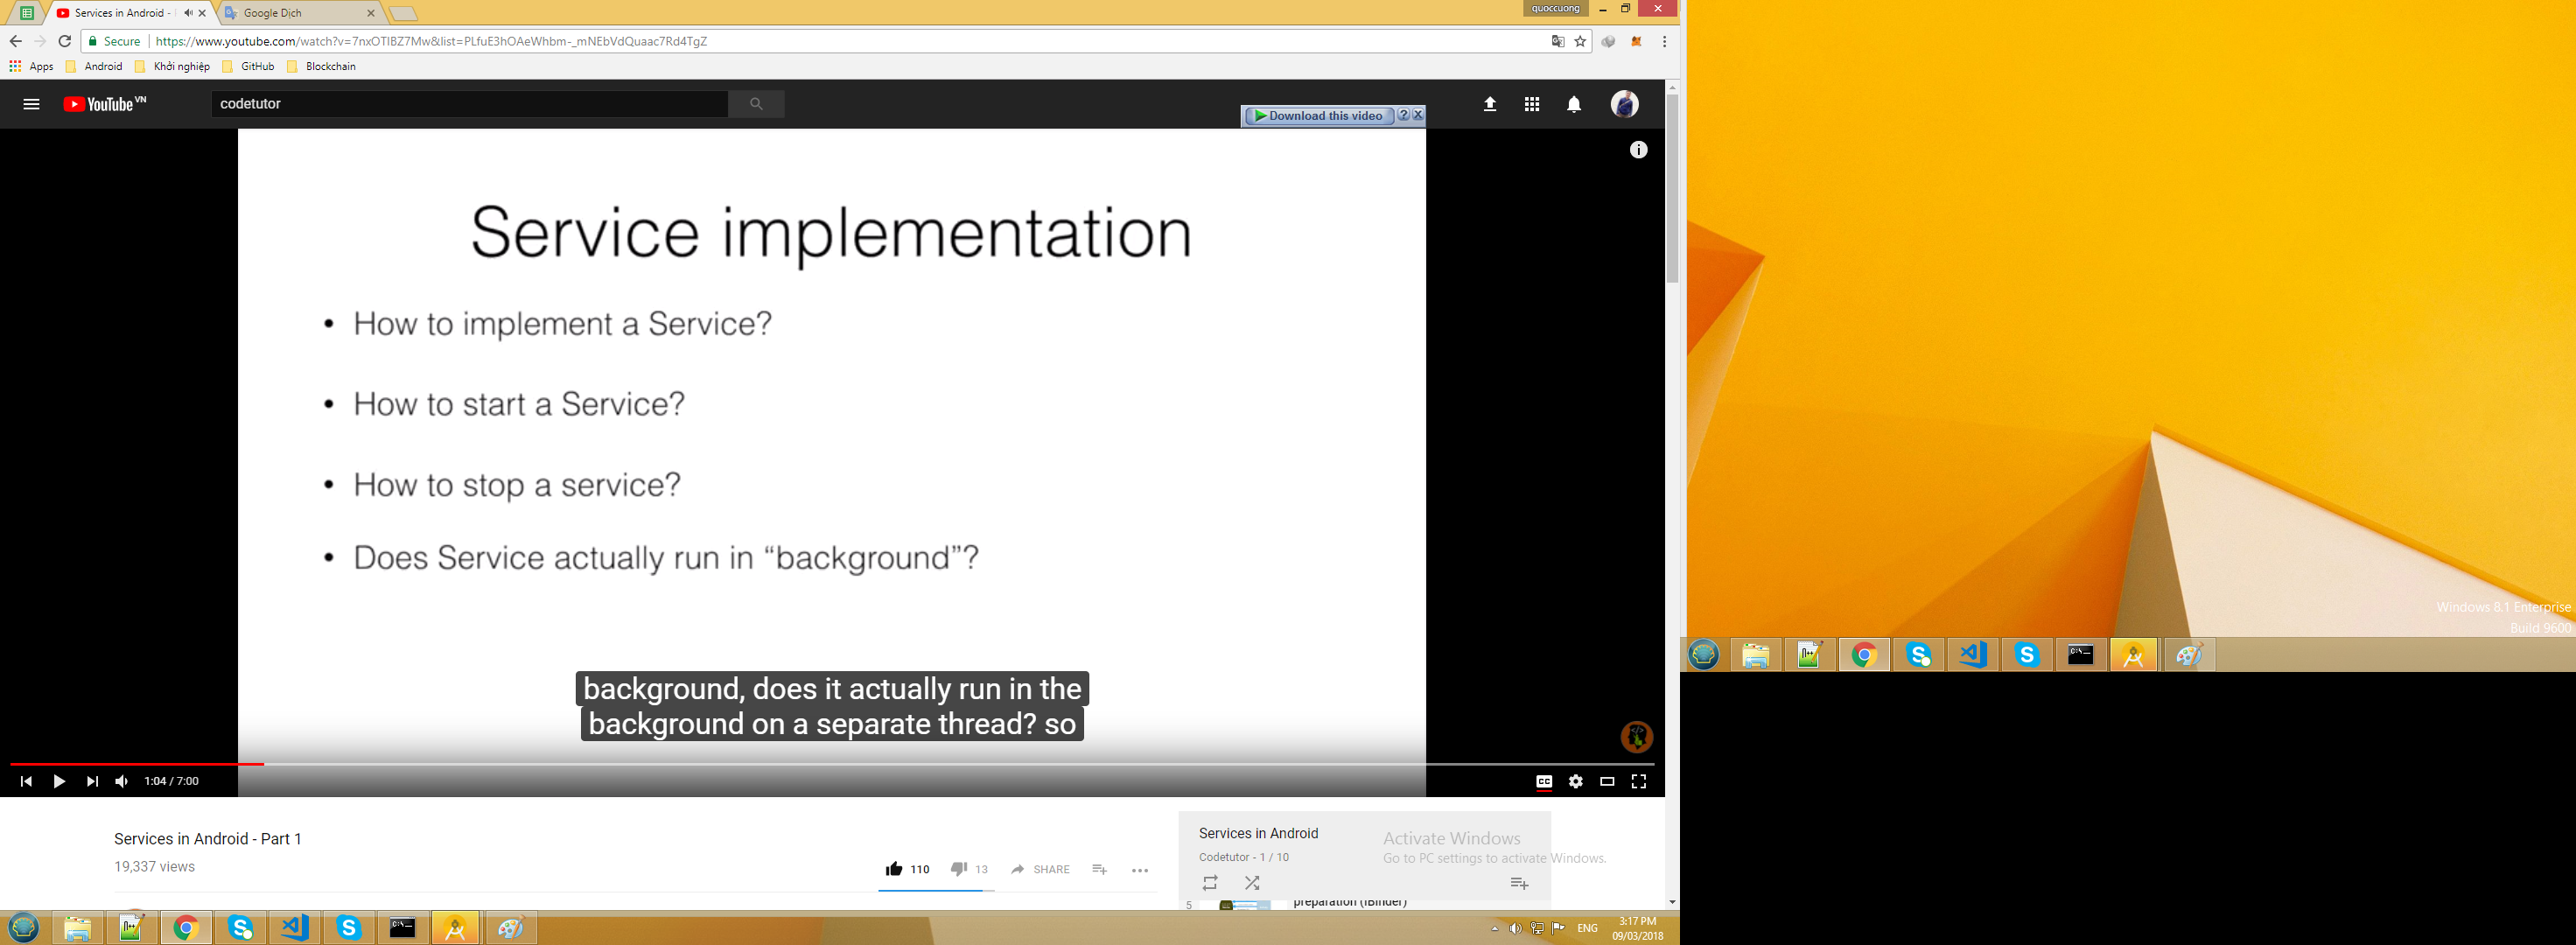 Services in Android -
Google Dịch
quoccuong
Secure
https://www.youtube.com/watch?v=7nxOTIBZ7Mw&list=PLfuE3hOAeWhbm-_mNEbVdQuaac7Rd4TgZ
Apps
Android
Khởi nghiệp
GitHub
Blockchain
YouTube VN
codetutor
Download this video
Service implementation
• How to implement a Service?
• How to start a Service?
• How to stop a service?
• Does Service actually run in “background”?
background, does it actually run in the
background on a separate thread? so
1:04 / 7:00
CC
Services in Android - Part 1
19,337 views
110
13
SHARE
Services in Android
Codetutor - 1 / 10
Activate Windows
Go to PC settings to activate Windows.
5
preparation (IBinder)
ENG
3:17 PM
09/03/2018
Windows 8.1 Enterprise
Build 9600